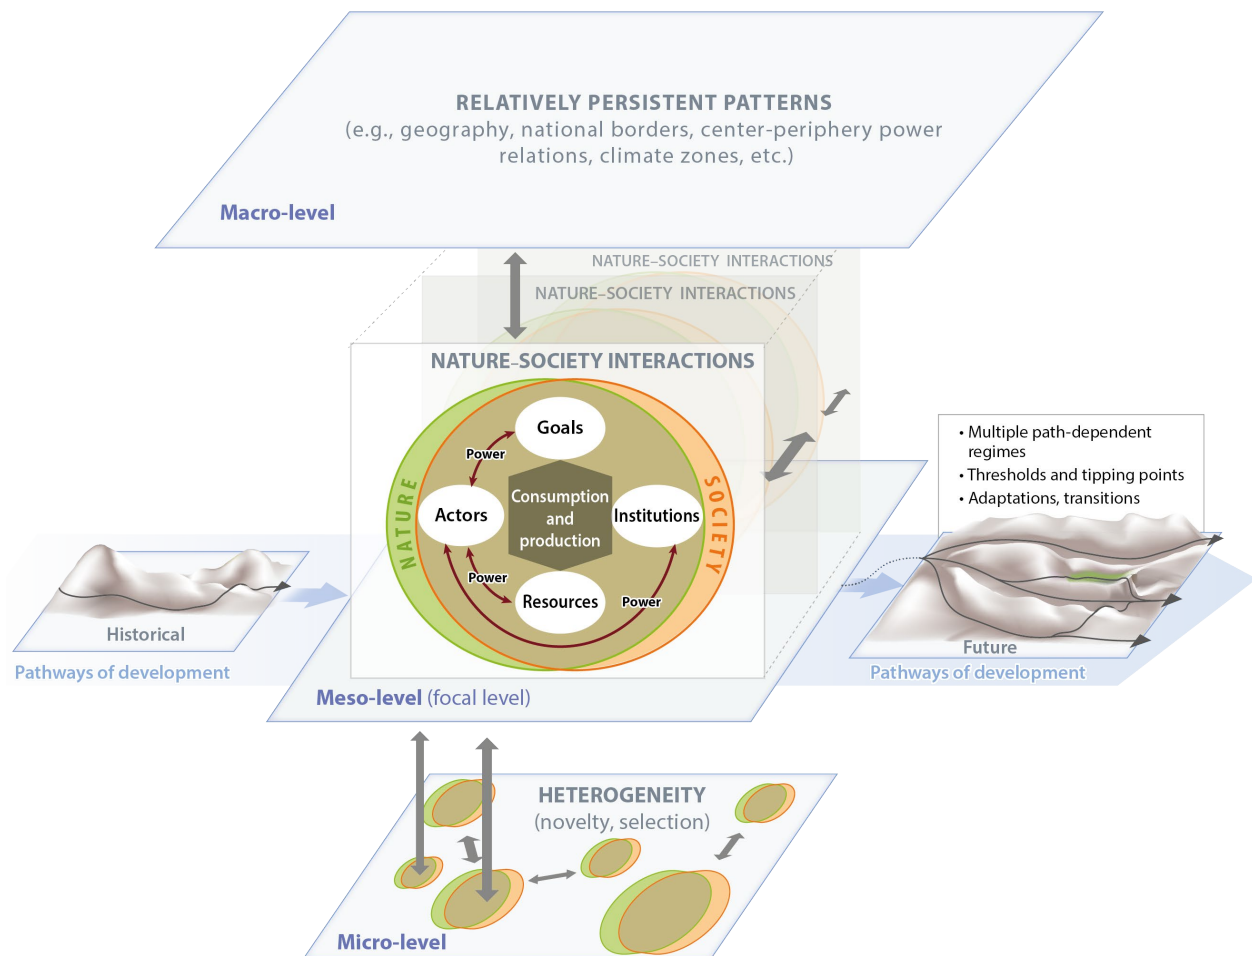 RELATIVELY PERSISTENT PATTERNS
(e.g., geography, national borders, center-periphery power
relations, climate zones, etc.)
Macro-level
NATURE–SOCIETY INTERACTIONS
NATURE–SOCIETY INTERACTIONS
NATURE–SOCIETY INTERACTIONS
Goals
Power
NATURE
SOCIETY
Actors
Consumption
and
production
Institutions
Power
Resources
Power
Meso-level (focal level)
Historical
Pathways of development
• Multiple path-dependent
regimes
• Thresholds and tipping points
• Adaptations, transitions
Future
Pathways of development
HETEROGENEITY
(novelty, selection)
Micro-level